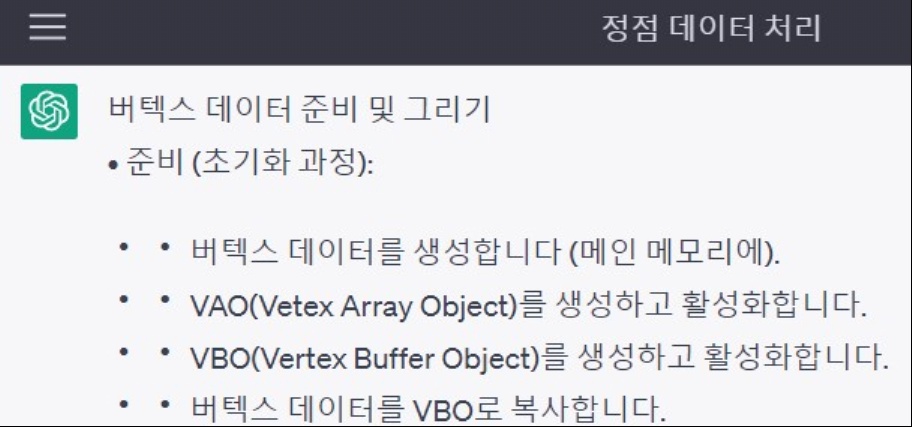 정점 데이터 처리
버텍스 데이터 준비 및 그리기
• 준비 (초기화 과정):
• • 버텍스 데이터를 생성합니다 (메인 메모리에).
• • VAO(Vetex Array Object)를 생성하고 활성화합니다.
• • VBO(Vertex Buffer Object)를 생성하고 활성화합니다.
• • 버텍스 데이터를 VBO로 복사합니다.